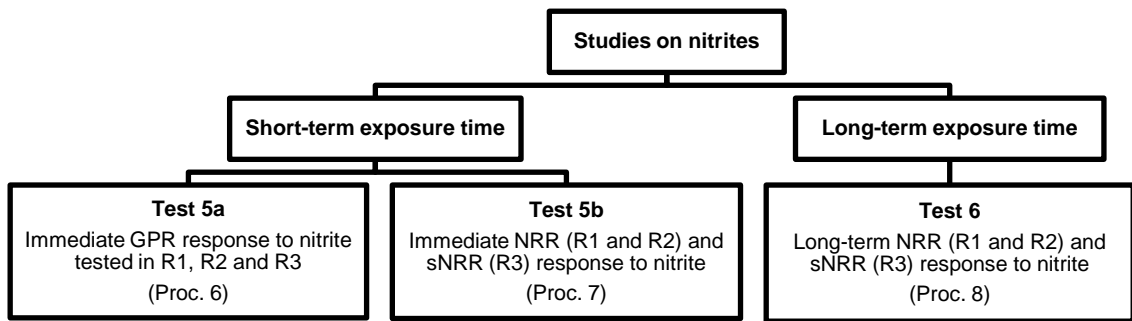 Studies on nitrites
Short-term exposure time
Long-term exposure time
Test 5a
Immediate GPR response to nitrite
tested in R1, R2 and R3
(Proc. 6)
Test 5b
Immediate NRR (R1 and R2) and
sNRR (R3) response to nitrite
(Proc. 7)
Test 6
Long-term NRR (R1 and R2) and
sNRR (R3) response to nitrite
(Proc. 8)